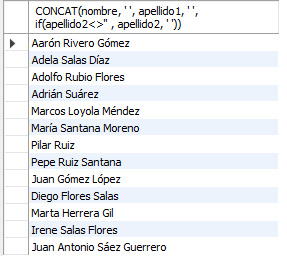 CONCAT(nombre, ' ', apellido1, ' ',
if(apellido2<>'' , apellido2, ' '))
Aarón Rivero Gómez
Adela Salas Díaz
Adolfo Rubio Flores
Adrián Suárez
Marcos Loyola Méndez
María Santana Moreno
Pilar Ruiz
Pepe Ruiz Santana
Juan Gómez López
Diego Flores Salas
Marta Herrera Gil
Irene Salas Flores
Juan Antonio Sáez Guerrero